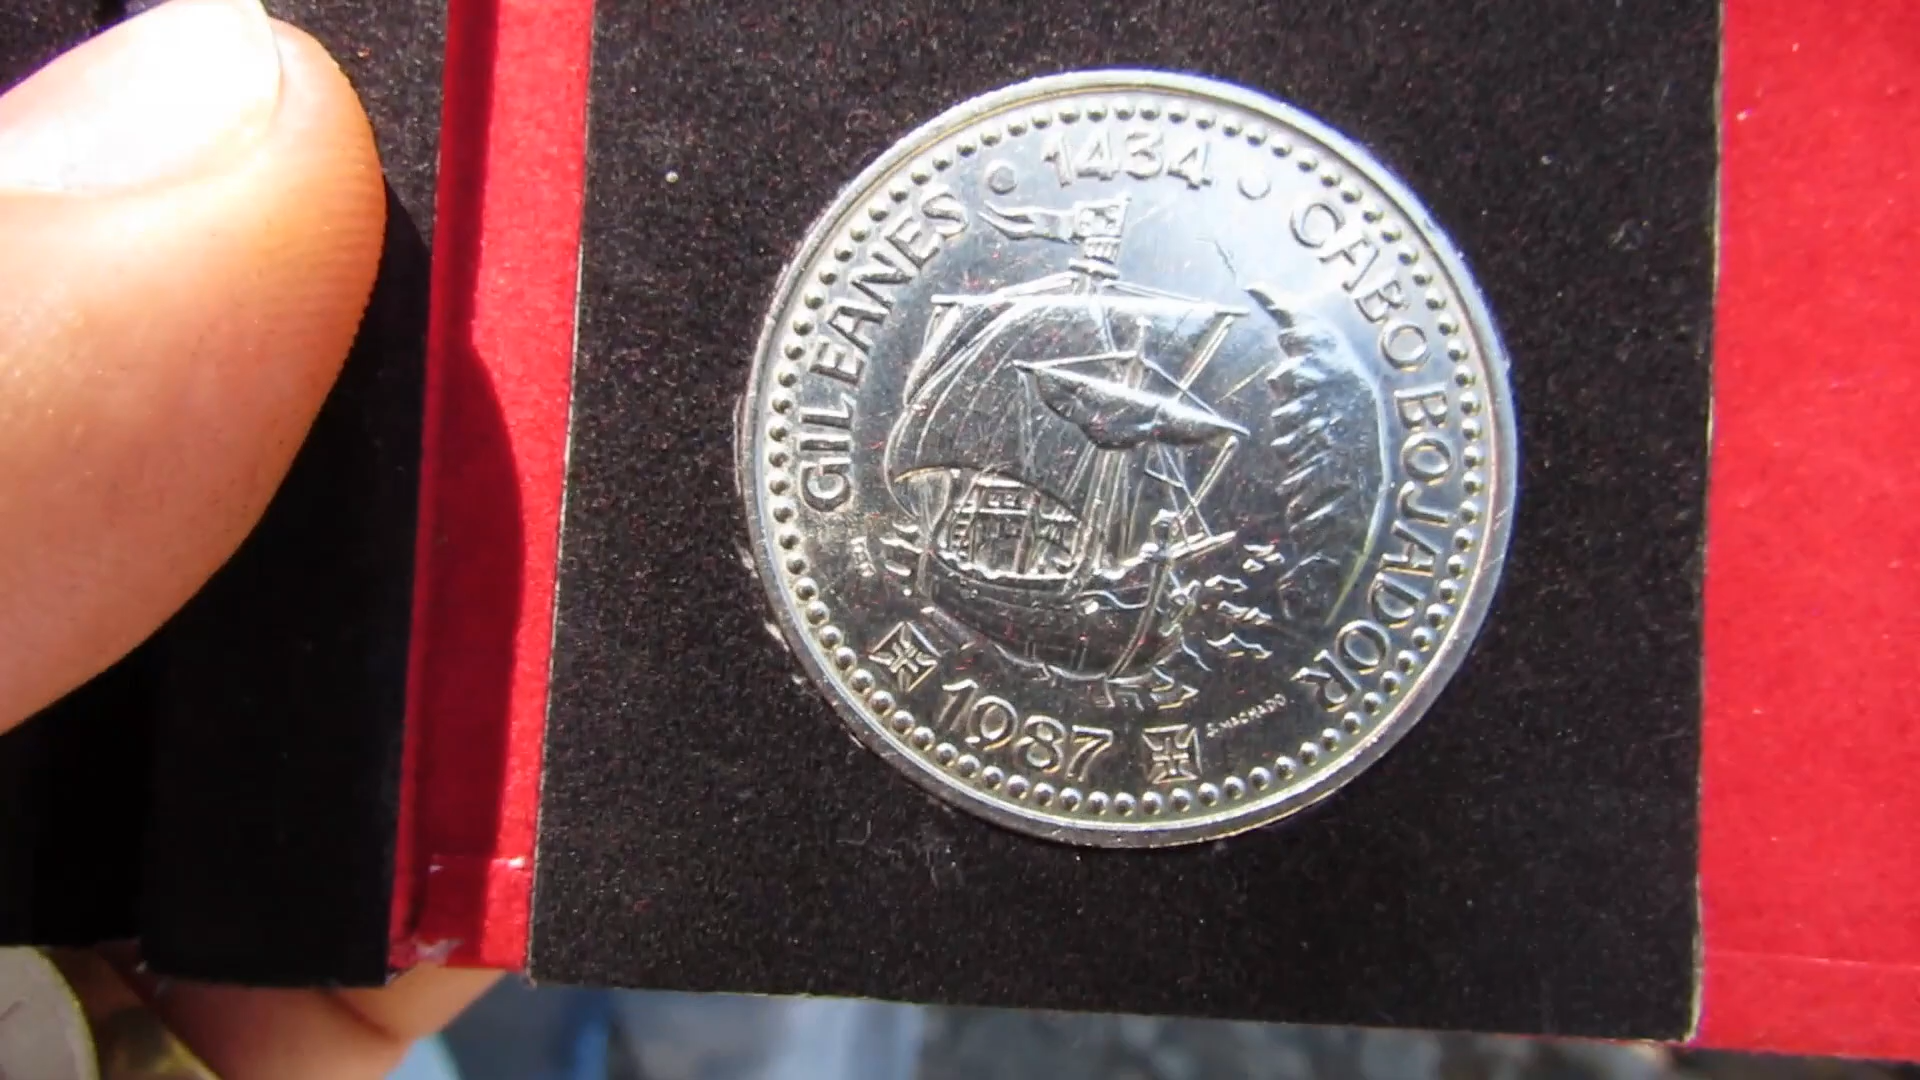 GIL EANES • 1434 • CABO BOJADOR
1987
S. MACHADO